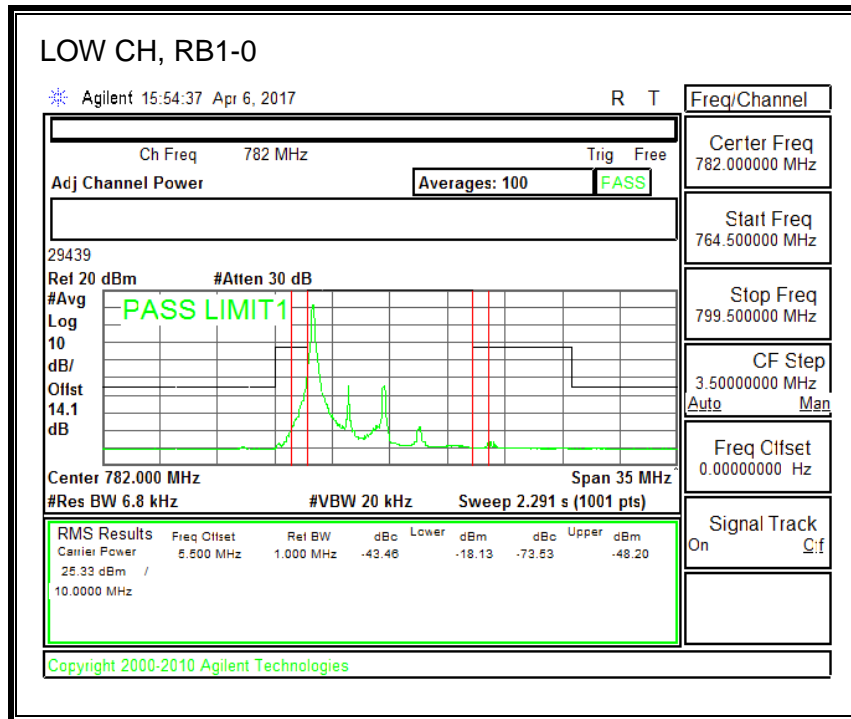 LOW CH, RB1-0
Agilent 15:54:37 Apr 6, 2017 R T
Freq/Channel
Ch Freq 782 MHz Trig Free
Adj Channel Power Averages: 100 PASS
29439
Ref 20 dBm #Atten 30 dB
#Avg
Log
10
dB/
Offst
14.1
dB
PASS LIMIT1
Center 782.000 MHz Span 35 MHz
#Res BW 6.8 kHz #VBW 20 kHz Sweep 2.291 s (1001 pts)
RMS Results Freq Offset Ref BW dBc Lower dBm dBc Upper dBm
Carrier Power 5.500 MHz 1.000 MHz -43.46 -18.13 -73.53 -48.20
25.33 dBm /
10.0000 MHz
Copyright 2000-2010 Agilent Technologies
Center Freq
782.000000 MHz
Start Freq
764.500000 MHz
Stop Freq
799.500000 MHz
CF Step
3.50000000 MHz
Auto Man
Freq Offset
0.00000000 Hz
Signal Track
On Off